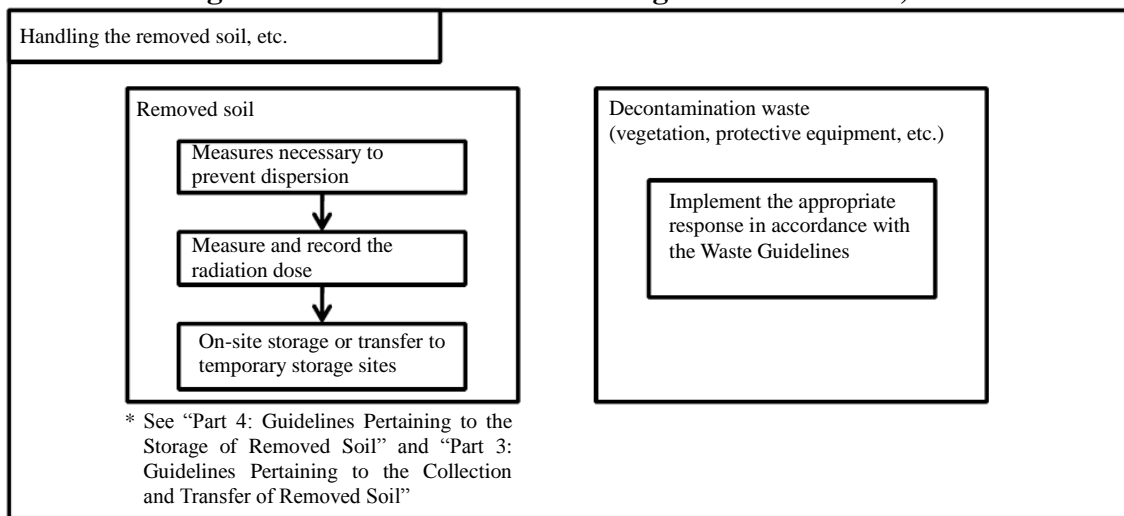 Handling the removed soil, etc.
Removed soil
Measures necessary to
prevent dispersion
Measure and record the
radiation dose
On-site storage or transfer to
temporary storage sites
* See “Part 4: Guidelines Pertaining to the
Storage of Removed Soil” and “Part 3:
Guidelines Pertaining to the Collection
and Transfer of Removed Soil”
Decontamination waste
(vegetation, protective equipment, etc.)
Implement the appropriate
response in accordance with
the Waste Guidelines